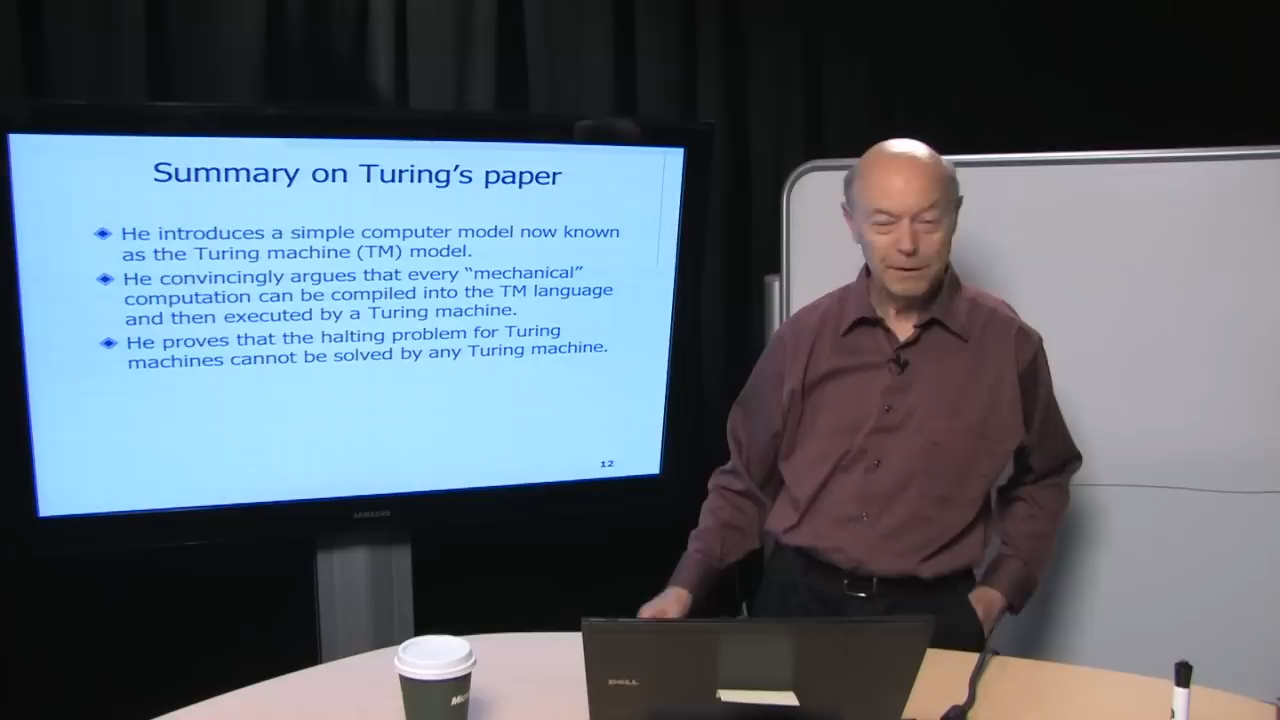 Summary on Turing's paper
He introduces a simple computer model now known
as the Turing machine (TM) model.
He convincingly argues that every “mechanical”
computation can be compiled into the TM language
and then executed by a Turing machine.
He proves that the halting problem for Turing
machines cannot be solved by any Turing machine.
12
SAMSUNG
DELL